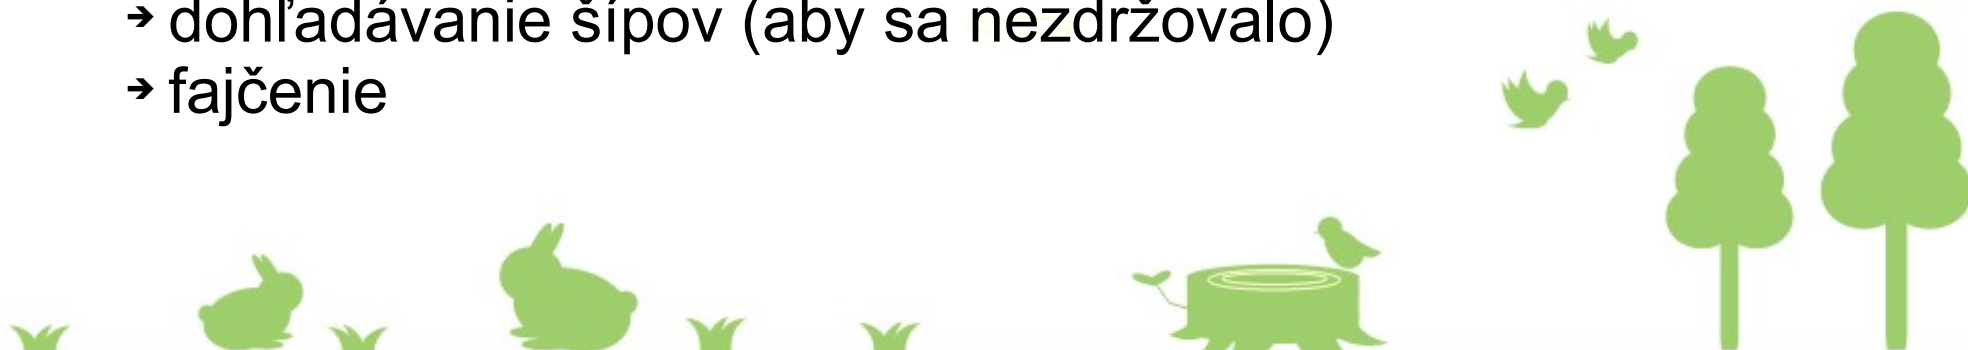 ➔ dohľadávanie šípov (aby sa nezdržovalo)
➔ fajčenie